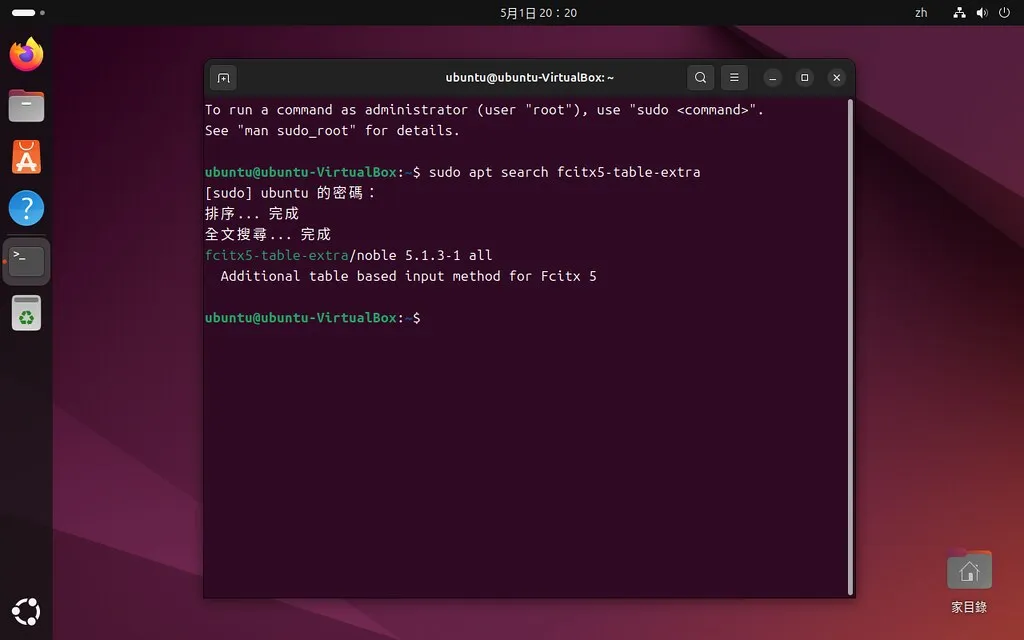 5月1日 20：20
zh
ubuntu@ubuntu-VirtualBox: ~
To run a command as administrator (user "root"), use "sudo <command>".
See "man sudo_root" for details.
ubuntu@ubuntu-VirtualBox:~$ sudo apt search fcitx5-table-extra
[sudo] ubuntu 的密碼：
排序... 完成
全文搜尋... 完成
fcitx5-table-extra/noble 5.1.3-1 all
  Additional table based input method for Fcitx 5
ubuntu@ubuntu-VirtualBox:~$
家目錄